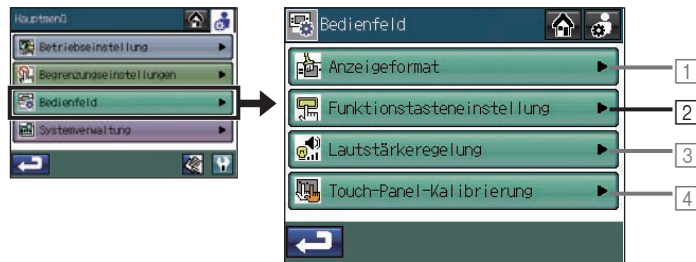 Hauptmenü
Betriebseinstellung
Begrenzungseinstellungen
Bedienfeld
Systemverwaltung
Bedienfeld
Anzeigeformat
1
Funktionstasteneinstellung
2
Lautstärkeregelung
3
Touch-Panel-Kalibrierung
4